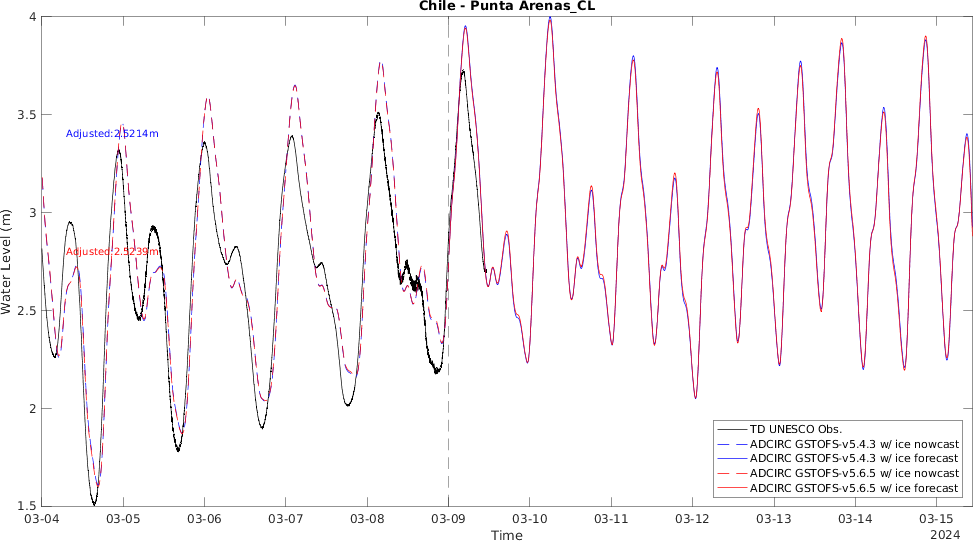 Chile - Punta Arenas_CL
4
3.5
3
2.5
2
1.5
Water Level (m)
Adjusted:2.5214m
Adjusted:2.5239m
TD UNESCO Obs.
ADCIRC GSTOFS-v5.4.3 w/ ice nowcast
ADCIRC GSTOFS-v5.4.3 w/ ice forecast
ADCIRC GSTOFS-v5.6.5 w/ ice nowcast
ADCIRC GSTOFS-v5.6.5 w/ ice forecast
03-04 03-05 03-06 03-07 03-08 03-09 03-10 03-11 03-12 03-13 03-14 03-15
Time
2024